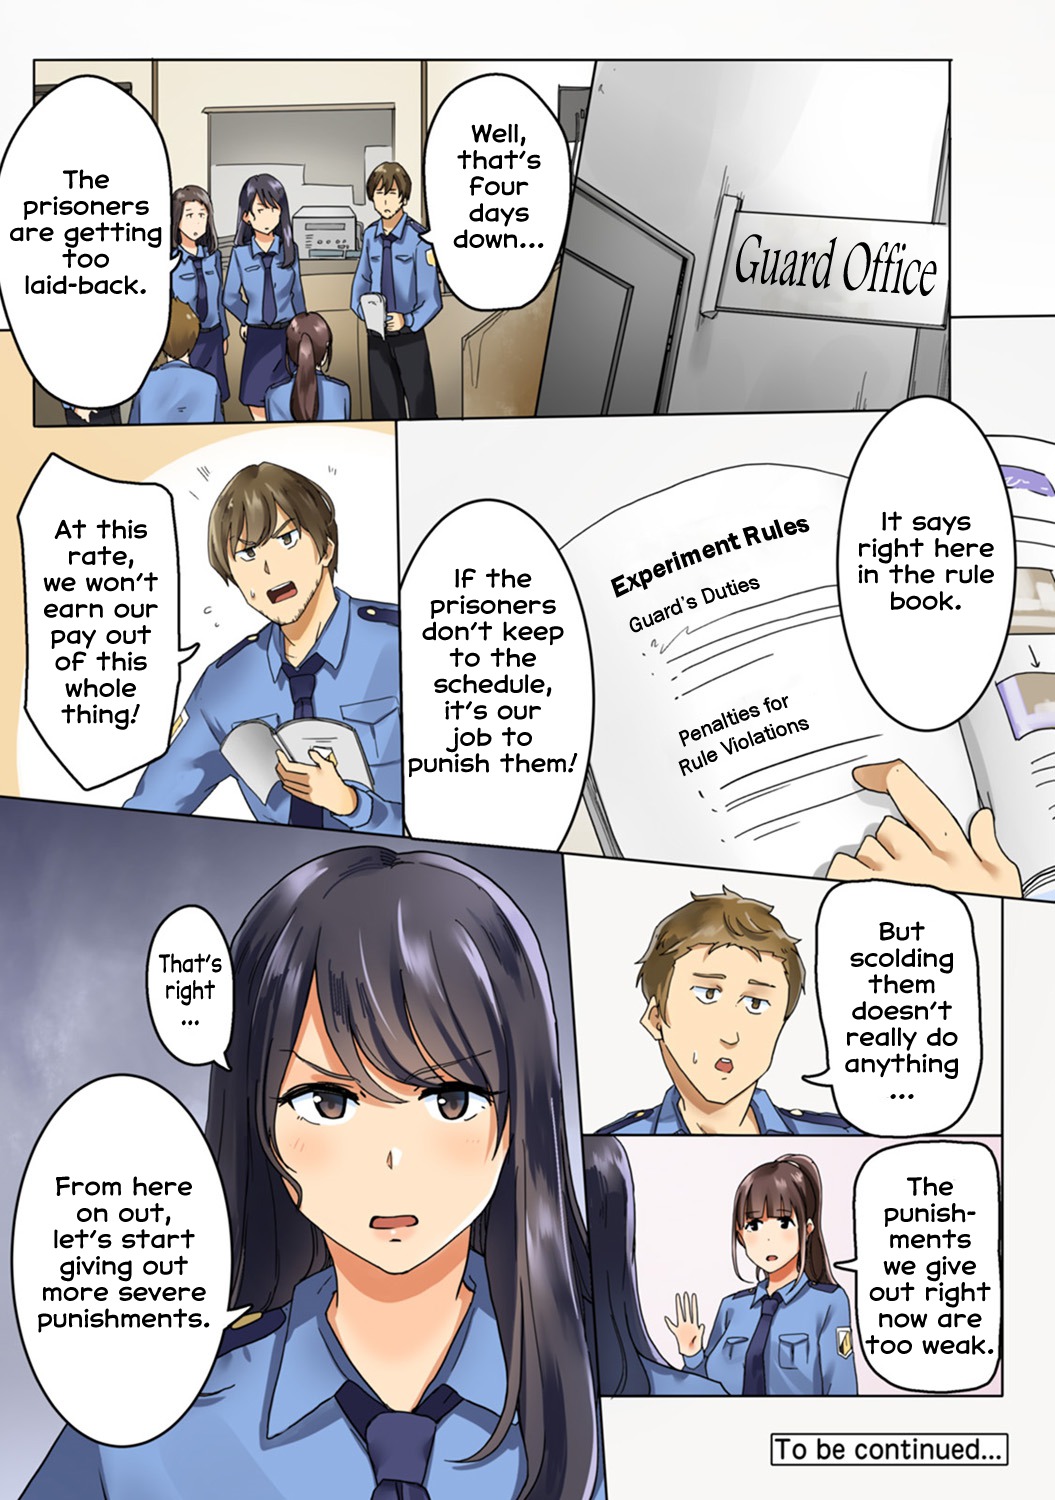 Guard Office
Well,
that's
four
days
down...
The
prisoners
are getting
too
laid-back.
It says
right here
in the rule
book.
Experiment Rules
Guard's Duties
Penalties for
Rule Violations
If the
prisoners
don't keep
to the
schedule,
it's our
job to
punish them!
At this
rate,
we won't
earn our
pay out
of this
whole
thing!
But
scolding
them
doesn't
really do
anything
...
The
punish-
ments
we give
out right
now are
too weak.
That's
right
...
From here
on out,
let's start
giving out
more severe
punishments.
To be continued...